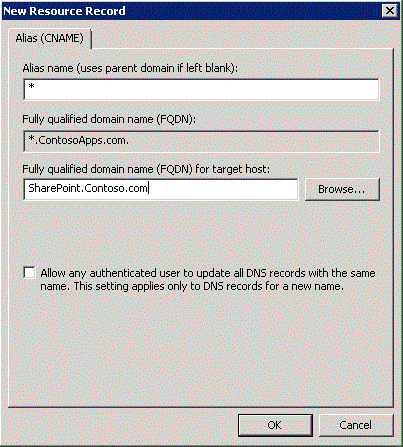 New Resource Record
Alias (CNAME)
Alias name (uses parent domain if left blank):
*
Fully qualified domain name (FQDN):
*.ContosoApps.com.
Fully qualified domain name (FQDN) for target host:
SharePoint.Contoso.com
Browse...
Allow any authenticated user to update all DNS records with the same
name. This setting applies only to DNS records for a new name.
OK
Cancel